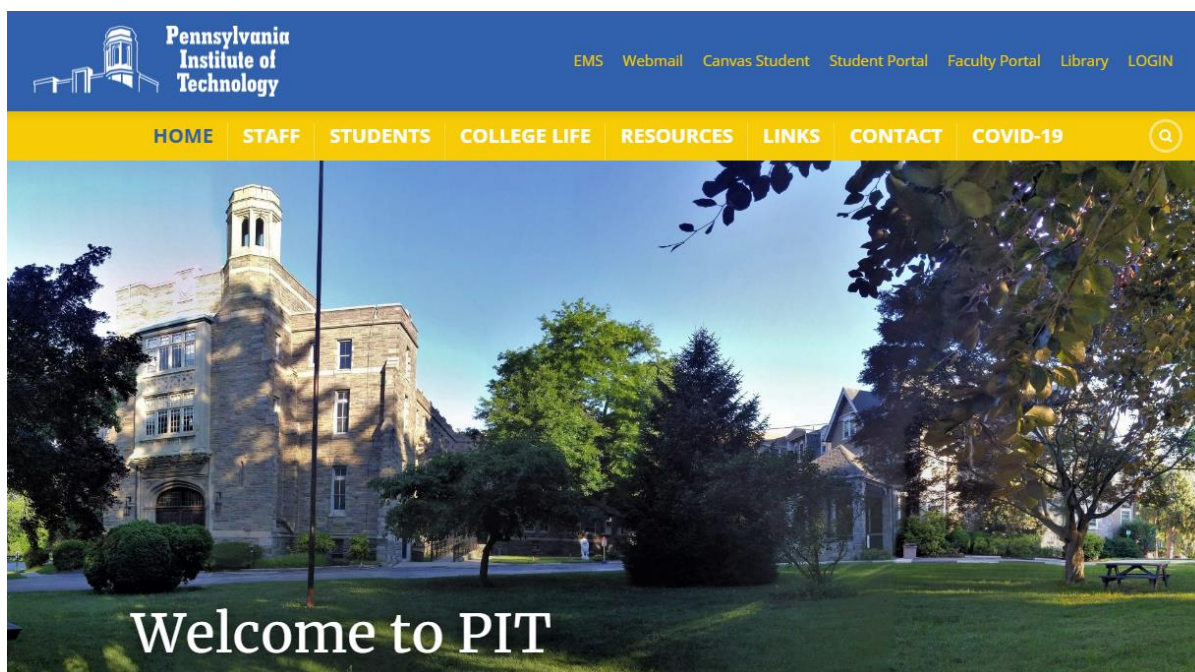 Pennsylvania
Institute of
Technology
EMS Webmail Canvas Student Student Portal Faculty Portal Library LOGIN
HOME STAFF STUDENTS COLLEGE LIFE RESOURCES LINKS CONTACT COVID-19
Welcome to PIT